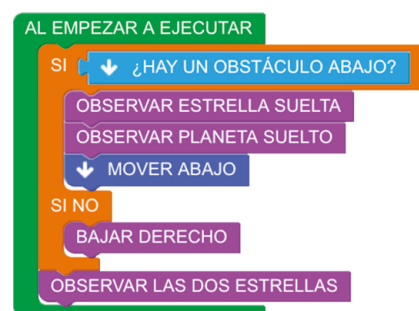 AL EMPEZAR A EJECUTAR
SI ¿HAY UN OBSTÁCULO ABAJO?
OBSERVAR ESTRELLA SUELTA
OBSERVAR PLANETA SUELTO
MOVER ABAJO
SI NO
BAJAR DERECHO
OBSERVAR LAS DOS ESTRELLAS